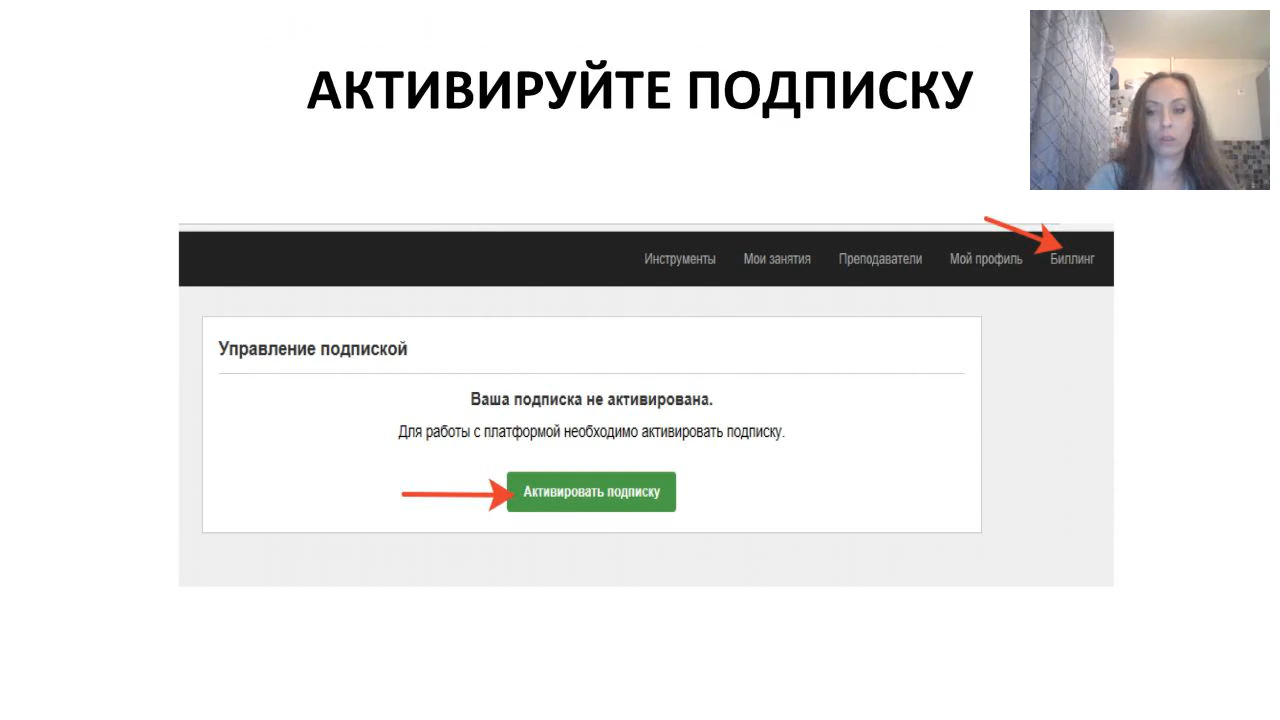 АКТИВИРУЙТЕ ПОДПИСКУ
Инструменты Мои занятия Преподаватели Мой профиль Биллинг
Управление подпиской
Ваша подписка не активирована.
Для работы с платформой необходимо активировать подписку.
Активировать подписку